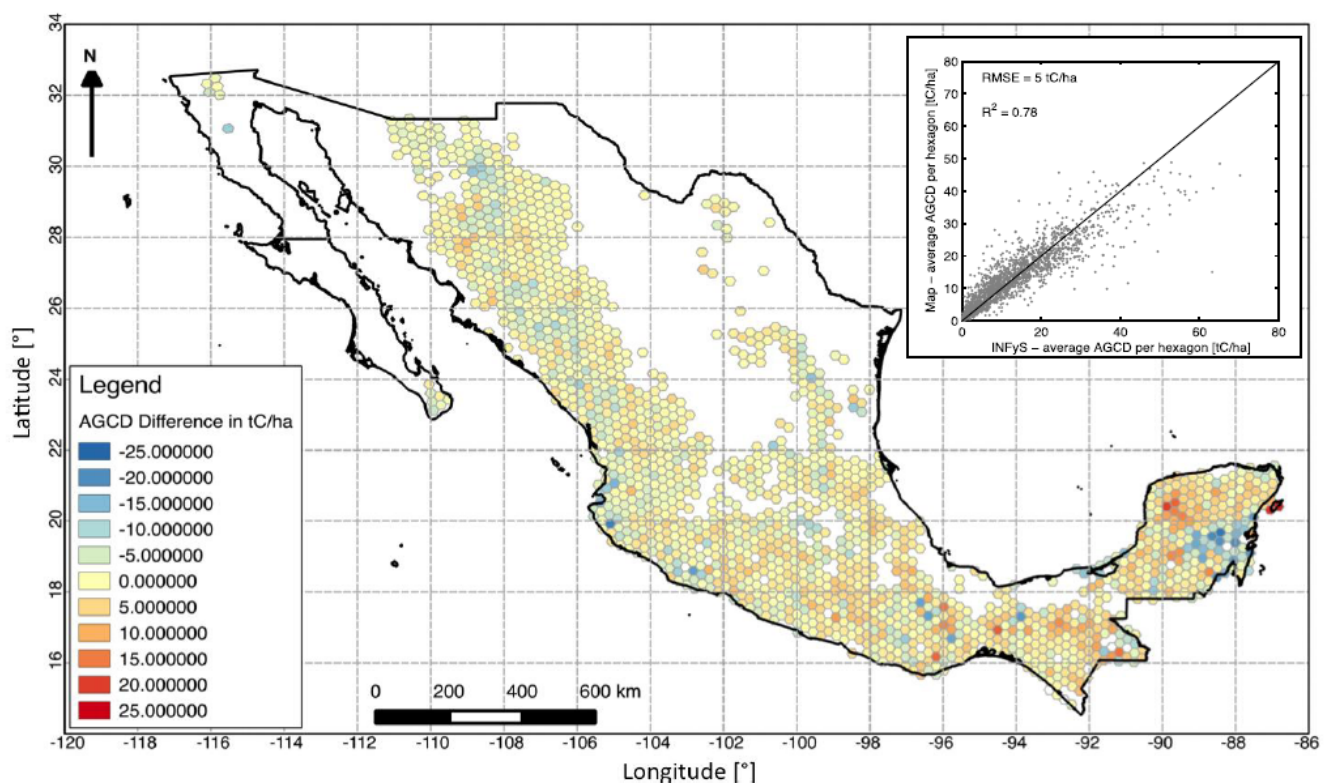 34
32
30
28
26
24
22
20
18
16
Latitude [°]
N
Legend
AGCD Difference in tC/ha
-25.000000
-20.000000
-15.000000
-10.000000
-5.000000
0.000000
5.000000
10.000000
15.000000
20.000000
25.000000
0 200 400 600 km
-120 -118 -116 -114 -112 -110 -108 -106 -104 -102 -100 -98 -96 -94 -92 -90 -88 -86
Longitude [°]
RMSE = 5 tC/ha
R² = 0.78
Map − average AGCD per hexagon [tC/ha]
80
70
60
50
40
30
20
10
0
0 20 40 60 80
INFyS − average AGCD per hexagon [tC/ha]